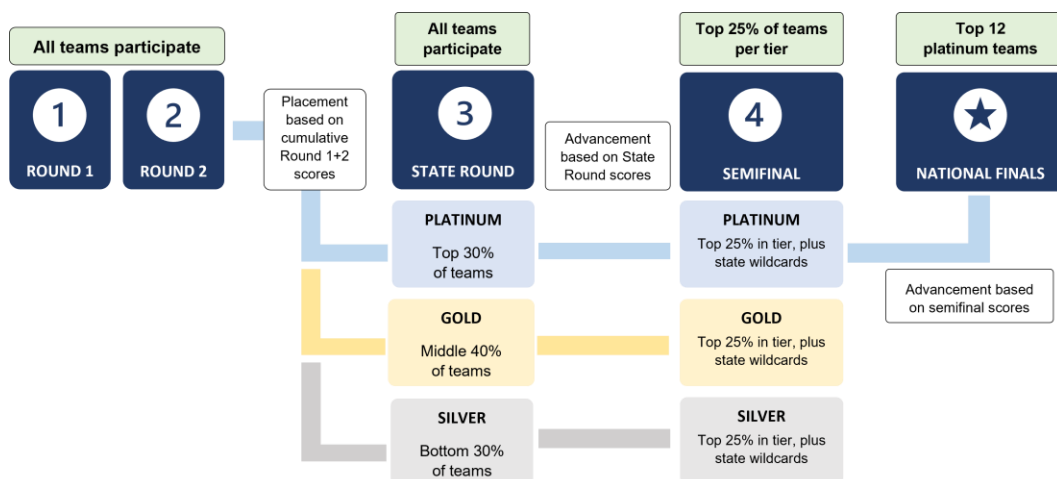 All teams participate
1
ROUND 1
2
ROUND 2
Placement
based on
cumulative
Round 1+2
scores
All teams
participate
3
STATE ROUND
Advancement
based on State
Round scores
Top 25% of teams
per tier
4
SEMIFINAL
Top 12
platinum teams
NATIONAL FINALS
PLATINUM
Top 30%
of teams
PLATINUM
Top 25% in tier, plus
state wildcards
Advancement based
on semifinal scores
GOLD
Middle 40%
of teams
GOLD
Top 25% in tier, plus
state wildcards
SILVER
Bottom 30%
of teams
SILVER
Top 25% in tier, plus
state wildcards